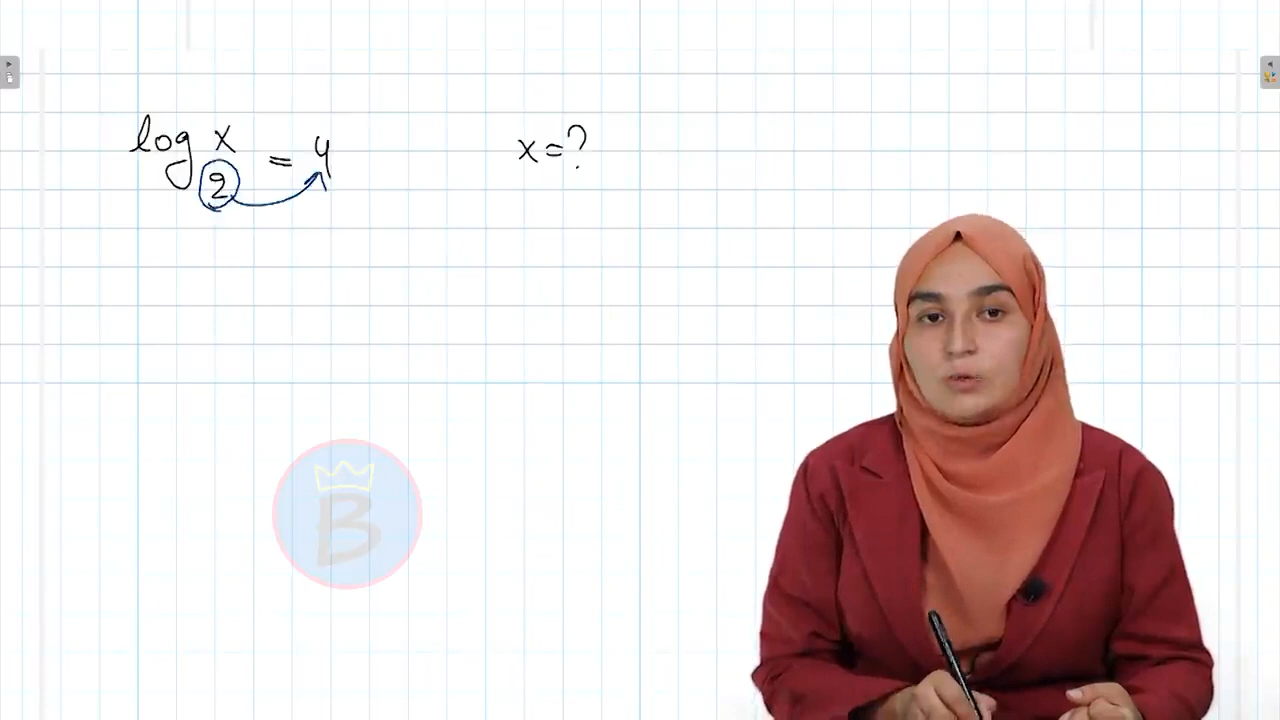 log₂ x = 4
x = ?
B